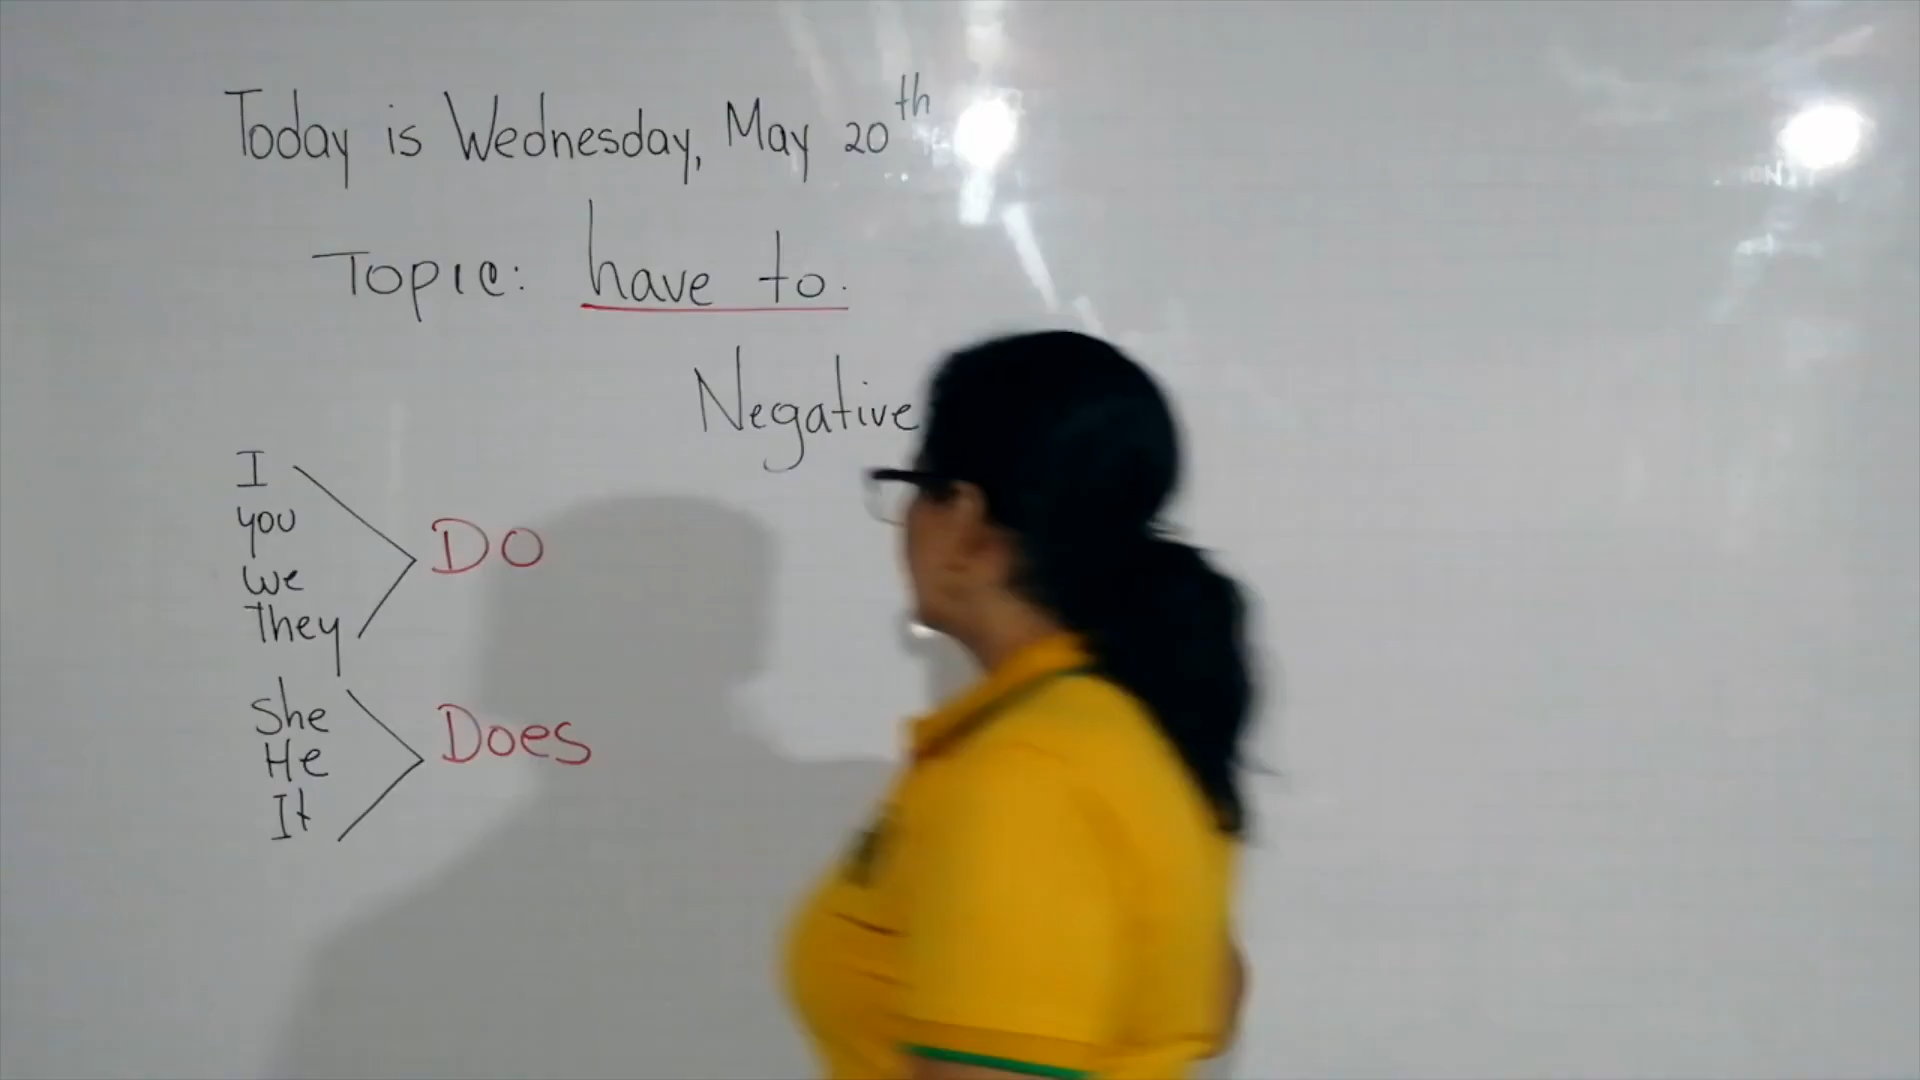 Today is Wednesday, May 20th
Topic: have to.
Negative
I
you
we
They
DO
She
He
It
Does